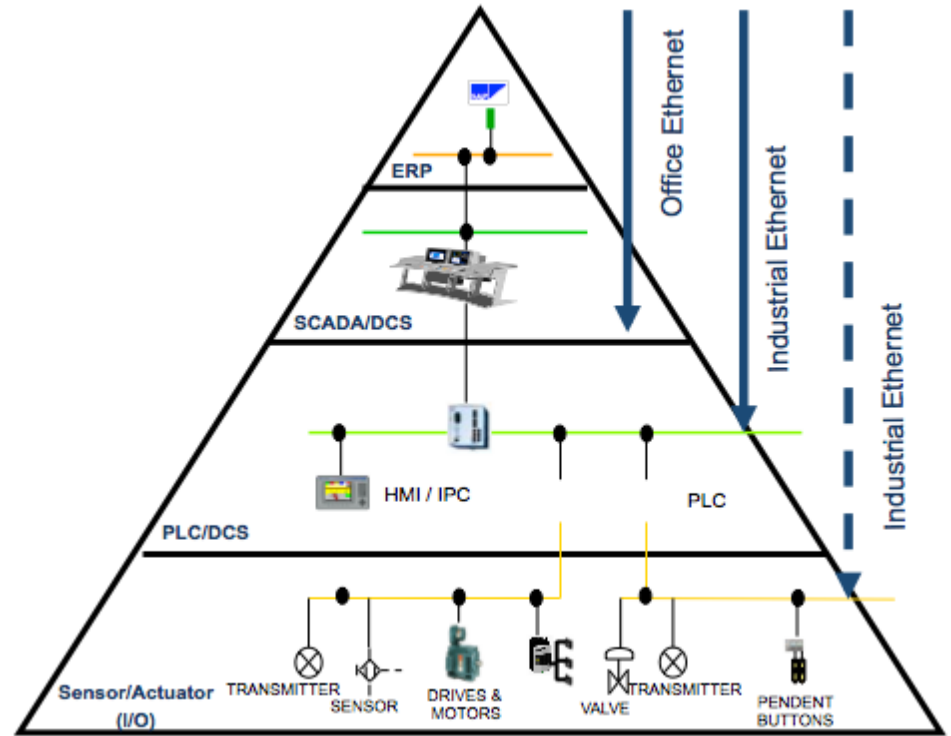 ERP
Office Ethernet
SCADA/DCS
Industrial Ethernet
Industrial Ethernet
HMI / IPC
PLC
PLC/DCS
TRANSMITTER
SENSOR
DRIVES &
MOTORS
VALVE
TRANSMITTER
PENDENT
BUTTONS
Sensor/Actuator
(I/O)